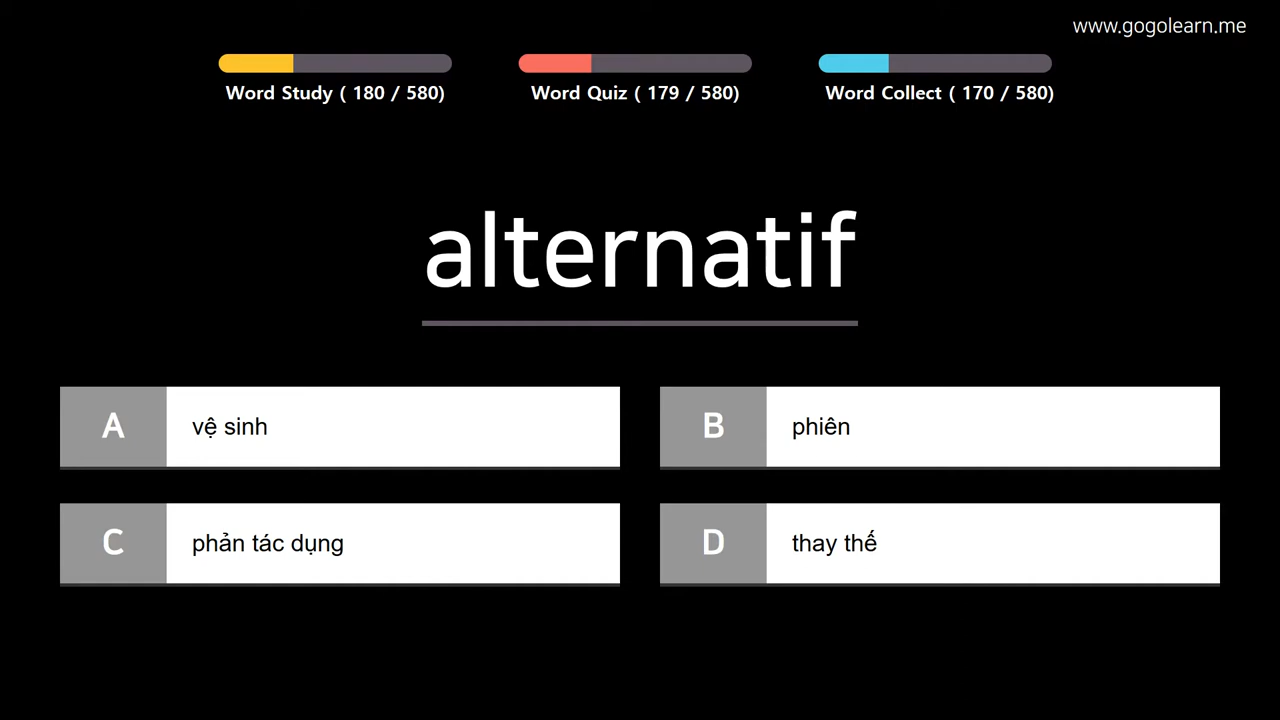 www.gogolearn.me
Word Study ( 180 / 580)
Word Quiz ( 179 / 580)
Word Collect ( 170 / 580)
alternatif
A vệ sinh
B phiên
C phản tác dụng
D thay thế